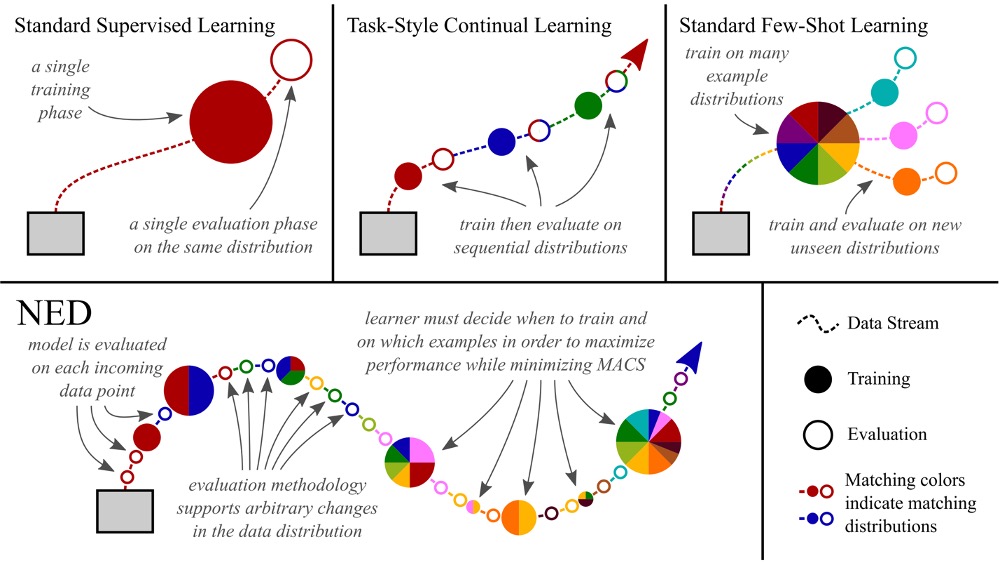 Standard Supervised Learning
a single
training
phase
a single evaluation phase
on the same distribution
Task-Style Continual Learning
train then evaluate on
sequential distributions
Standard Few-Shot Learning
train on many
example
distributions
train and evaluate on new
unseen distributions
NED
model is evaluated
on each incoming
data point
evaluation methodology
supports arbitrary changes
in the data distribution
learner must decide when to train and
on which examples in order to maximize
performance while minimizing MACS
Data Stream
Training
Evaluation
Matching colors
indicate matching
distributions